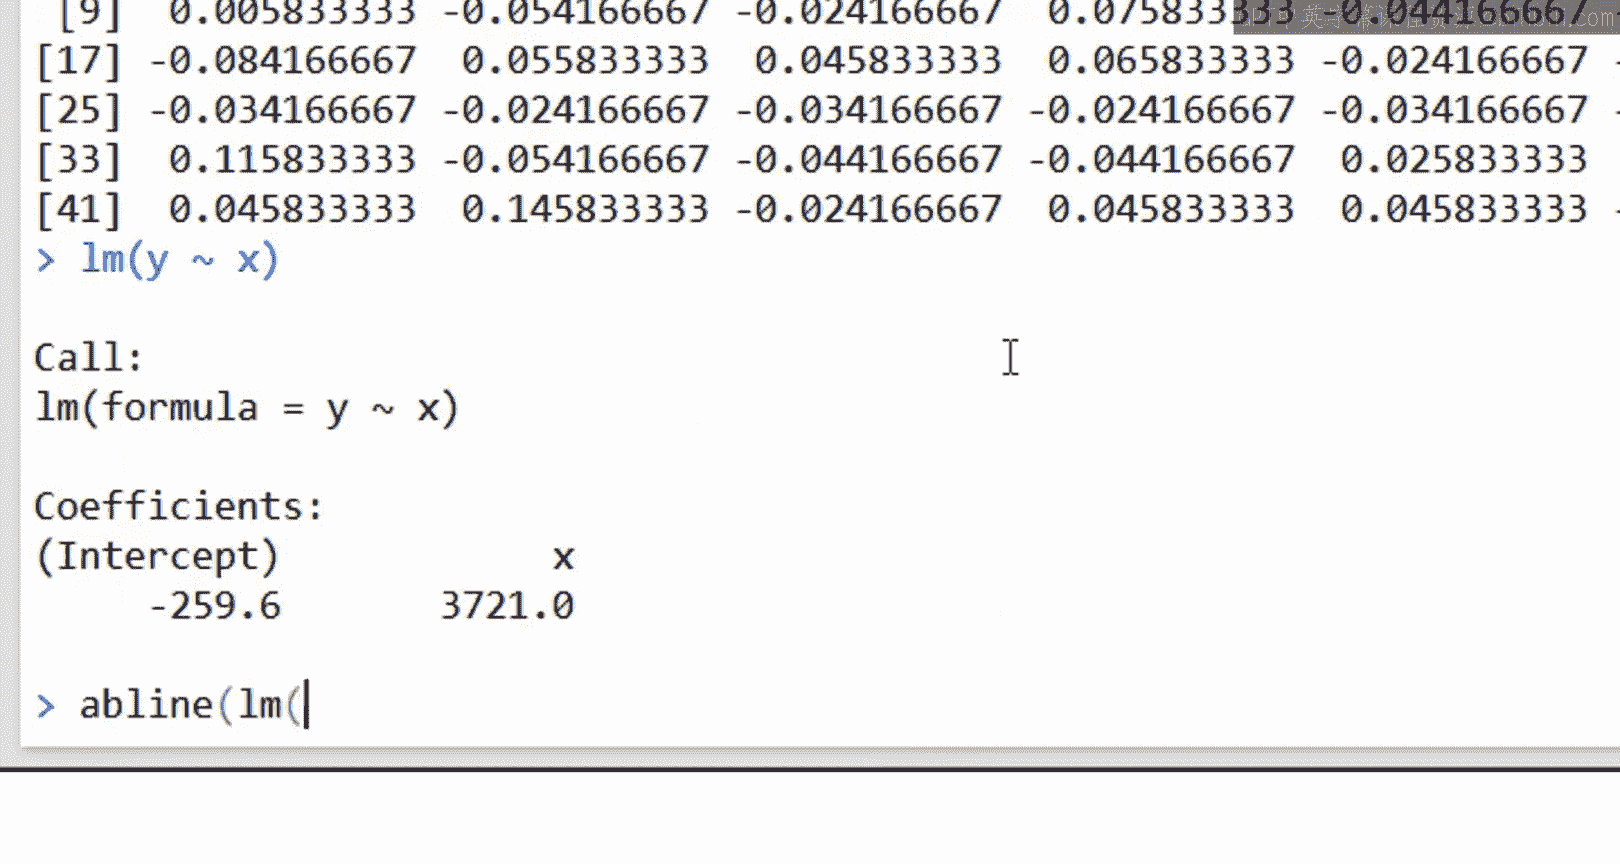 [9] 0.005833333 -0.054166667 -0.024166667 0.075833333 -0.044166667 -
[17] -0.084166667 0.055833333 0.045833333 0.065833333 -0.024166667 -
[25] -0.034166667 -0.024166667 -0.034166667 -0.024166667 -0.034166667 -
[33] 0.115833333 -0.054166667 -0.044166667 -0.044166667 0.025833333
[41] 0.045833333 0.145833333 -0.024166667 0.045833333 0.045833333 -
> lm(y ~ x)
Call:
lm(formula = y ~ x)
Coefficients:
(Intercept) x
-259.6 3721.0
> abline(lm(